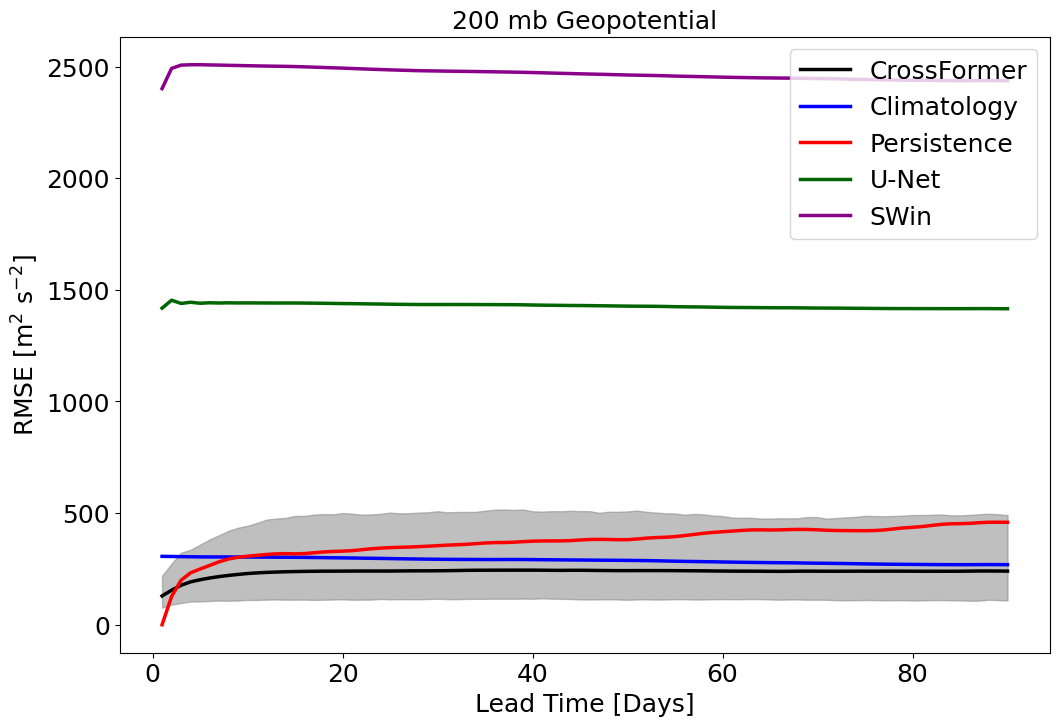 200 mb Geopotential
RMSE [m² s⁻²]
2500
2000
1500
1000
500
0
0 20 40 60 80
Lead Time [Days]
CrossFormer
Climatology
Persistence
U-Net
SWin